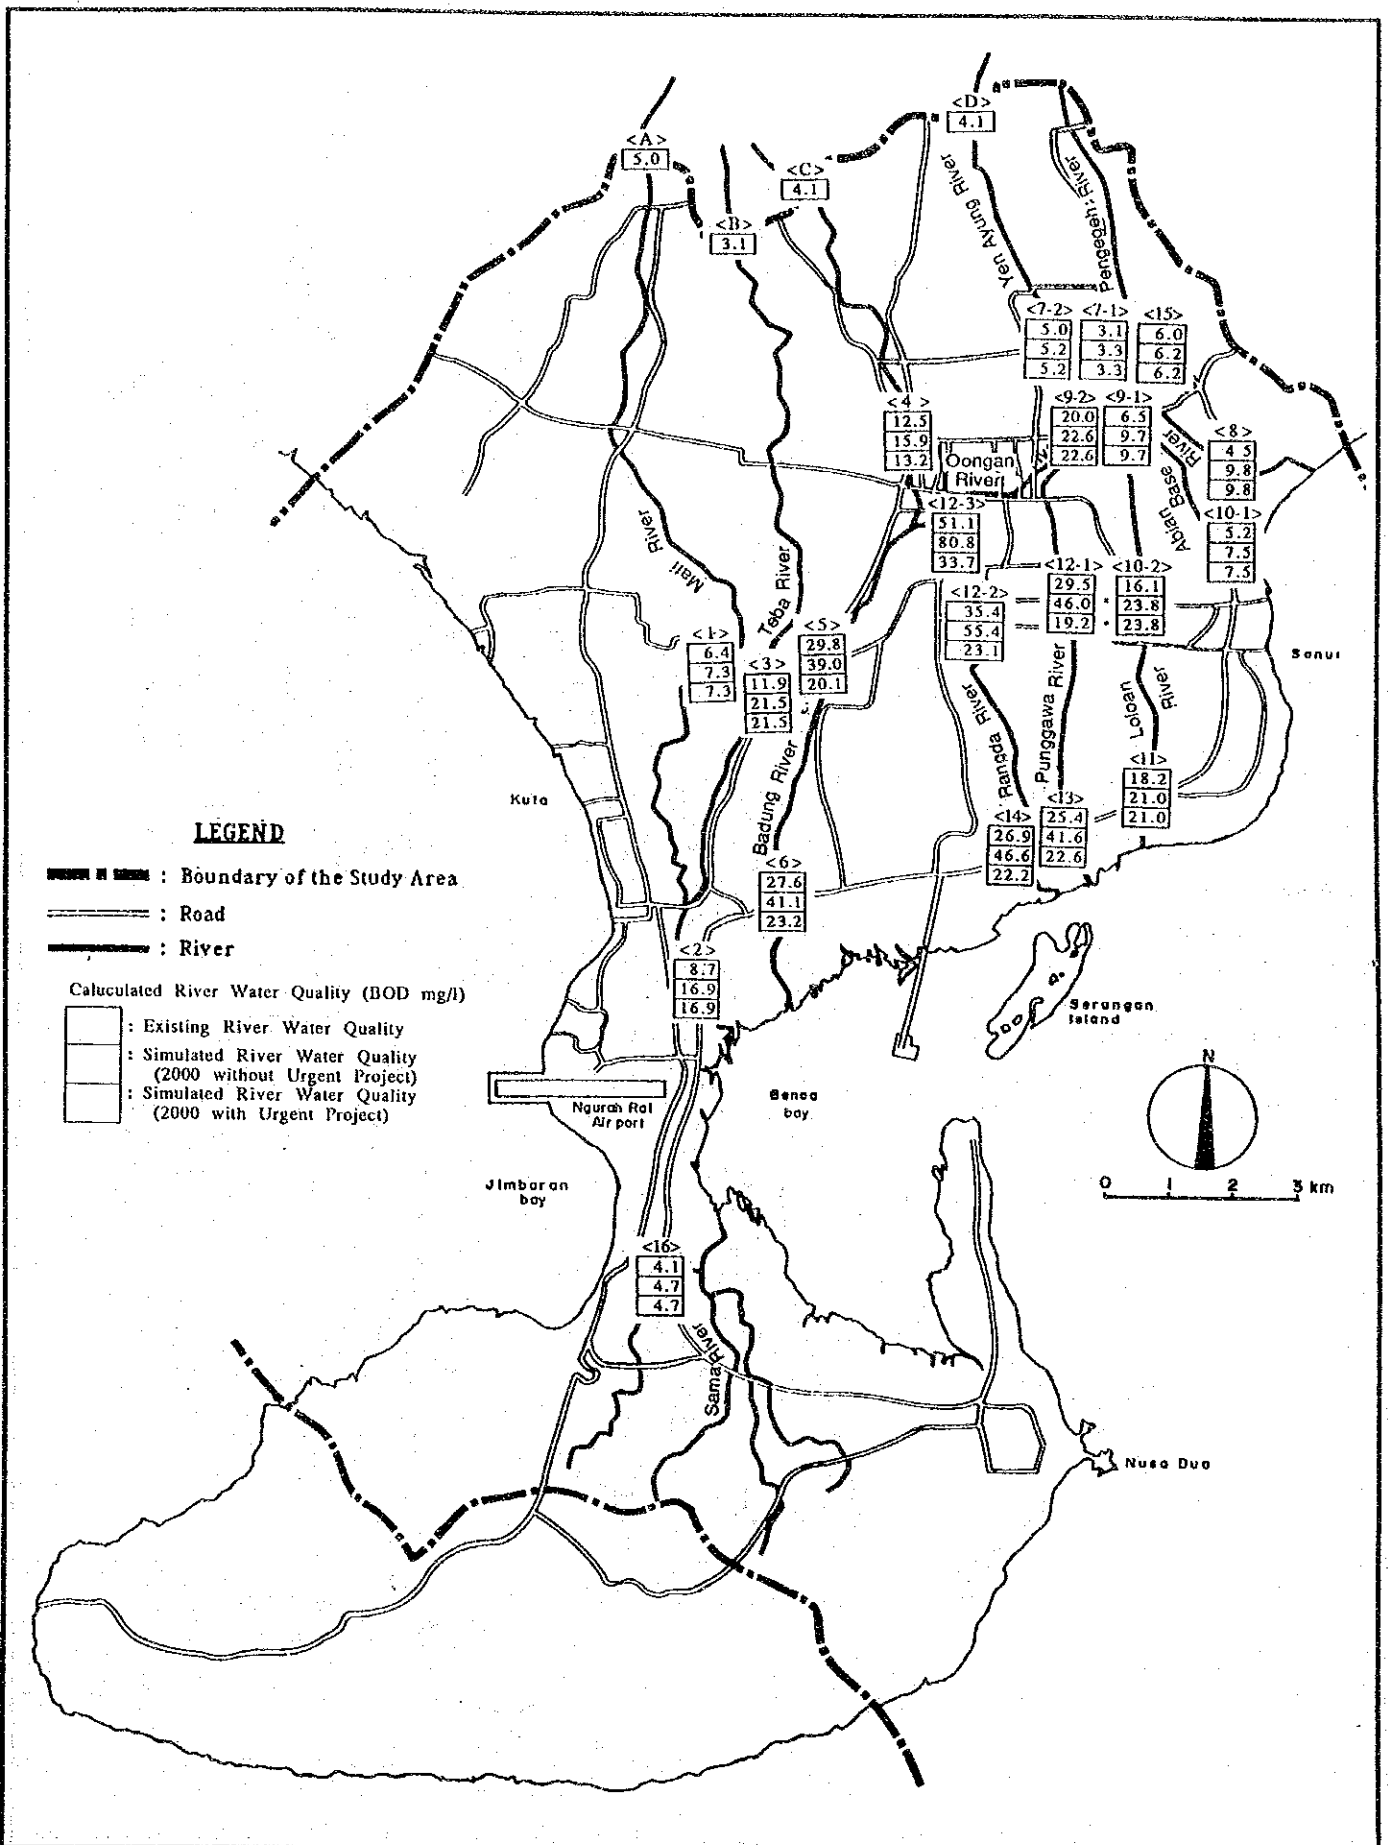 <D>
4.1
<A>
5.0
<C>
4.1
<B>
3.1
Yen Ayung River
Pengegeh: River
<7-2> <7-1> <15>
5.0 3.1 6.0
5.2 3.3 6.2
5.2 3.3 6.2
<4>
12.5
15.9
13.2
<9-2> <9-1>
20.0 6.5
22.6 9.7
22.6 9.7
<8>
4.5
9.8
9.8
Oongan
River
Abian Base
River
<12-3>
51.1
80.8
33.7
<10-1>
5.2
7.5
7.5
Mati River
Teba River
<12-1> <10-2>
29.5 16.1
46.0 23.8
19.2 23.8
<12-2>
35.4
55.4
23.1
<1>
6.4
7.3
7.3
<5>
29.8
39.0
20.1
<3>
11.9
21.5
21.5
Sanur
Rangda River
Punggawa River
Loloan
River
Badung River
<11>
18.2
21.0
21.0
Kuta
<13>
25.4
41.6
22.6
<14>
26.9
46.6
22.2
<6>
27.6
41.1
23.2
<2>
8.7
16.9
16.9
LEGEND
: Boundary of the Study Area
: Road
: River
Caluculated River Water Quality (BOD mg/l)
: Existing River Water Quality
: Simulated River Water Quality
(2000 without Urgent Project)
: Simulated River Water Quality
(2000 with Urgent Project)
Serangan
Island
Ngurah Rai
Air port
Benoa
bay
N
0 1 2 3 km
Jimbaran
bay
<16>
4.1
4.7
4.7
Sama River
Nusa Dua